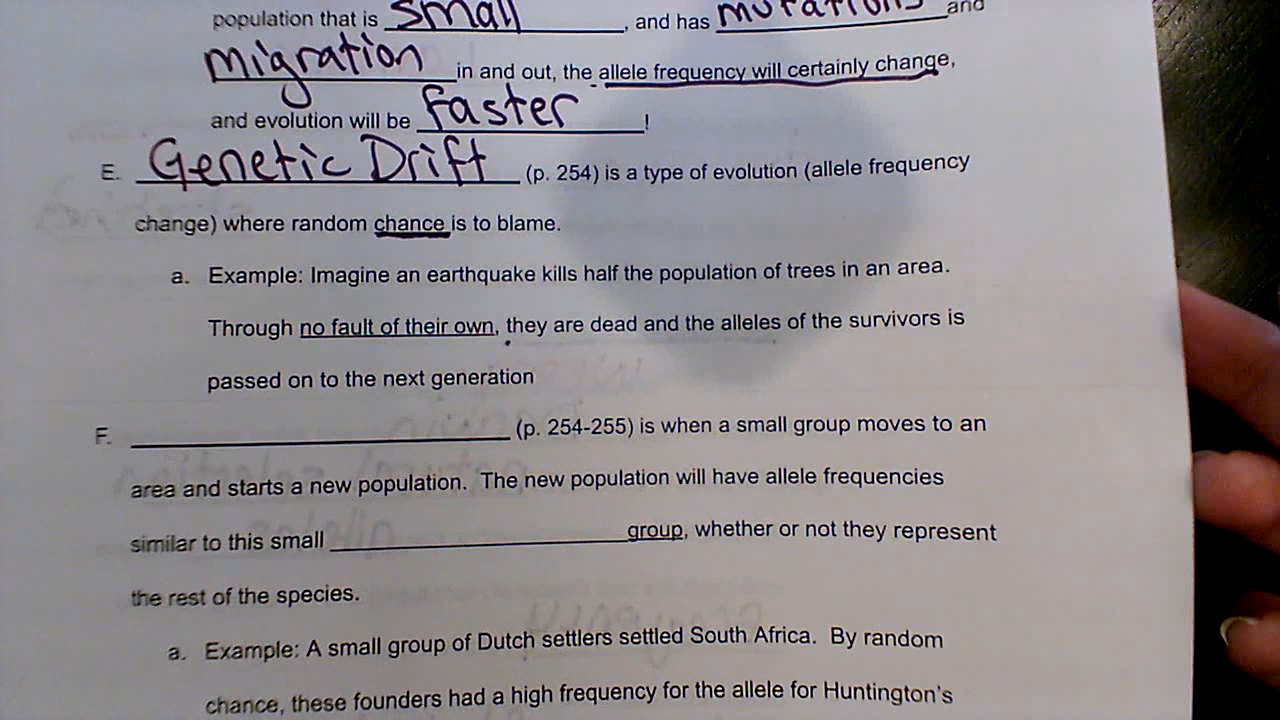 population that is small, and has mutations and
migration in and out, the allele frequency will certainly change,
and evolution will be faster!
E. Genetic Drift (p. 254) is a type of evolution (allele frequency
change) where random chance is to blame.
a. Example: Imagine an earthquake kills half the population of trees in an area.
Through no fault of their own, they are dead and the alleles of the survivors is
passed on to the next generation
F. (p. 254-255) is when a small group moves to an
area and starts a new population. The new population will have allele frequencies
similar to this small group, whether or not they represent
the rest of the species.
a. Example: A small group of Dutch settlers settled South Africa. By random
chance, these founders had a high frequency for the allele for Huntington's